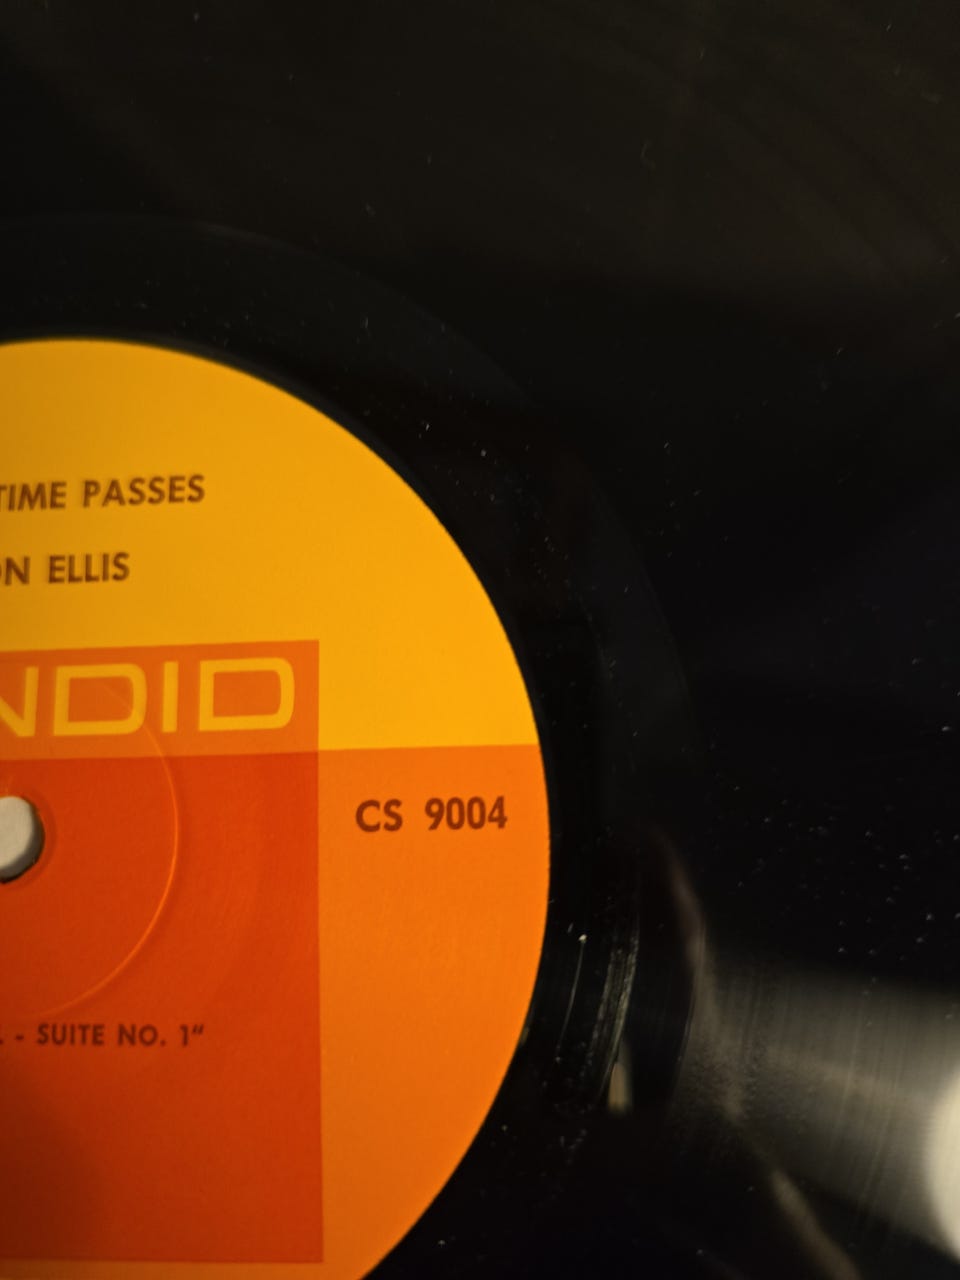 TIME PASSES
ON ELLIS
NDID
CS 9004
- SUITE NO. 1"